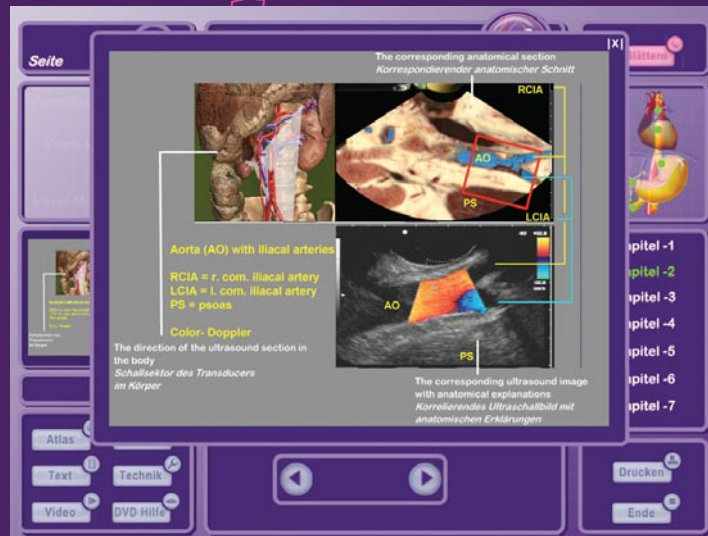 Seite
|X|
Blättern
The corresponding anatomical section
Korrespondierender anatomischer Schnitt
RCIA
AO
PS
LCIA
Aorta (AO) with iliacal arteries
RCIA = r. com. iliacal artery
LCIA = l. com. iliacal artery
PS = psoas
Color- Doppler
AO
PS
The direction of the ultrasound section in
the body
Schallsektor des Transducers
im Körper
The corresponding ultrasound image
with anatomical explanations
Korrelierendes Ultraschallbild mit
anatomischen Erklärungen
apitel -1
apitel -2
apitel -3
apitel -4
apitel -5
apitel -6
apitel -7
Atlas
Text
Technik
Video
DVD Hilfe
Drucken
Ende